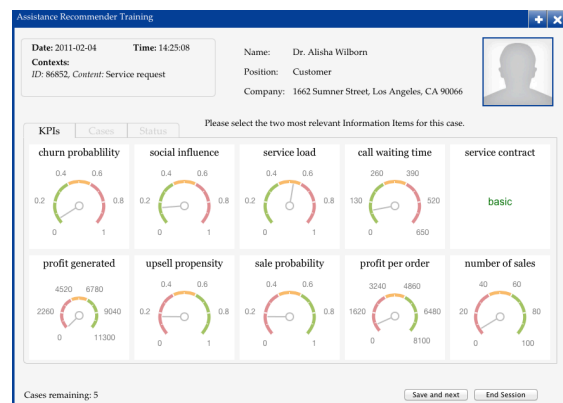 Assistance Recommender Training
Date: 2011-02-04 Time: 14:25:08
Contexts:
ID: 86852, Content: Service request
Name: Dr. Alisha Wilborn
Position: Customer
Company: 1662 Sumner Street, Los Angeles, CA 90066
Please select the two most relevant Information Items for this case.
KPIs Cases Status
churn probablility social influence service load call waiting time service contract
0.4 0.6 0.4 0.6 0.4 0.6 260 390
0.2 0.8 0.2 0.8 0.2 0.8 130 520 basic
0 1 0 1 0 1 0 650
profit generated upsell propensity sale probability profit per order number of sales
4520 6780 0.4 0.6 0.4 0.6 3240 4860 40 60
2260 9040 0.2 0.8 0.2 0.8 1620 6480 20 80
0 11300 0 1 0 1 0 8100 0 100
Cases remaining: 5 Save and next End Session